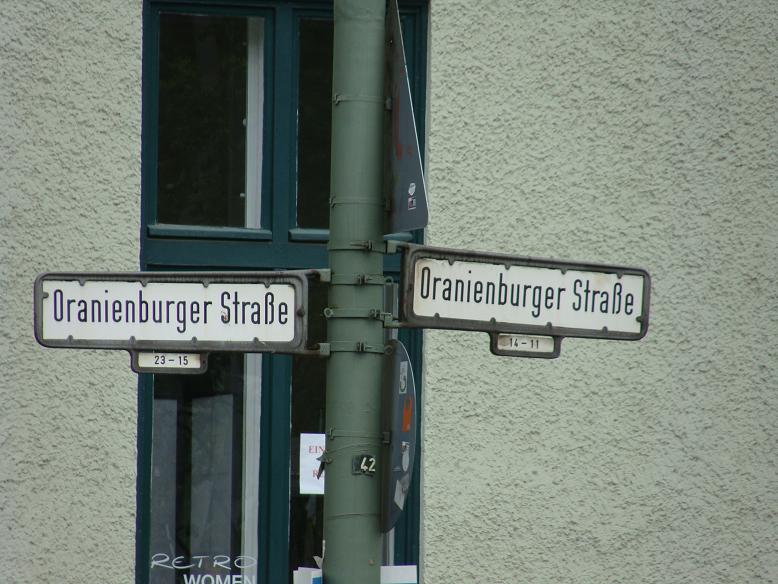 Oranienburger Straße
23-15
Oranienburger Straße
14-11
42
RETRO
WOMEN